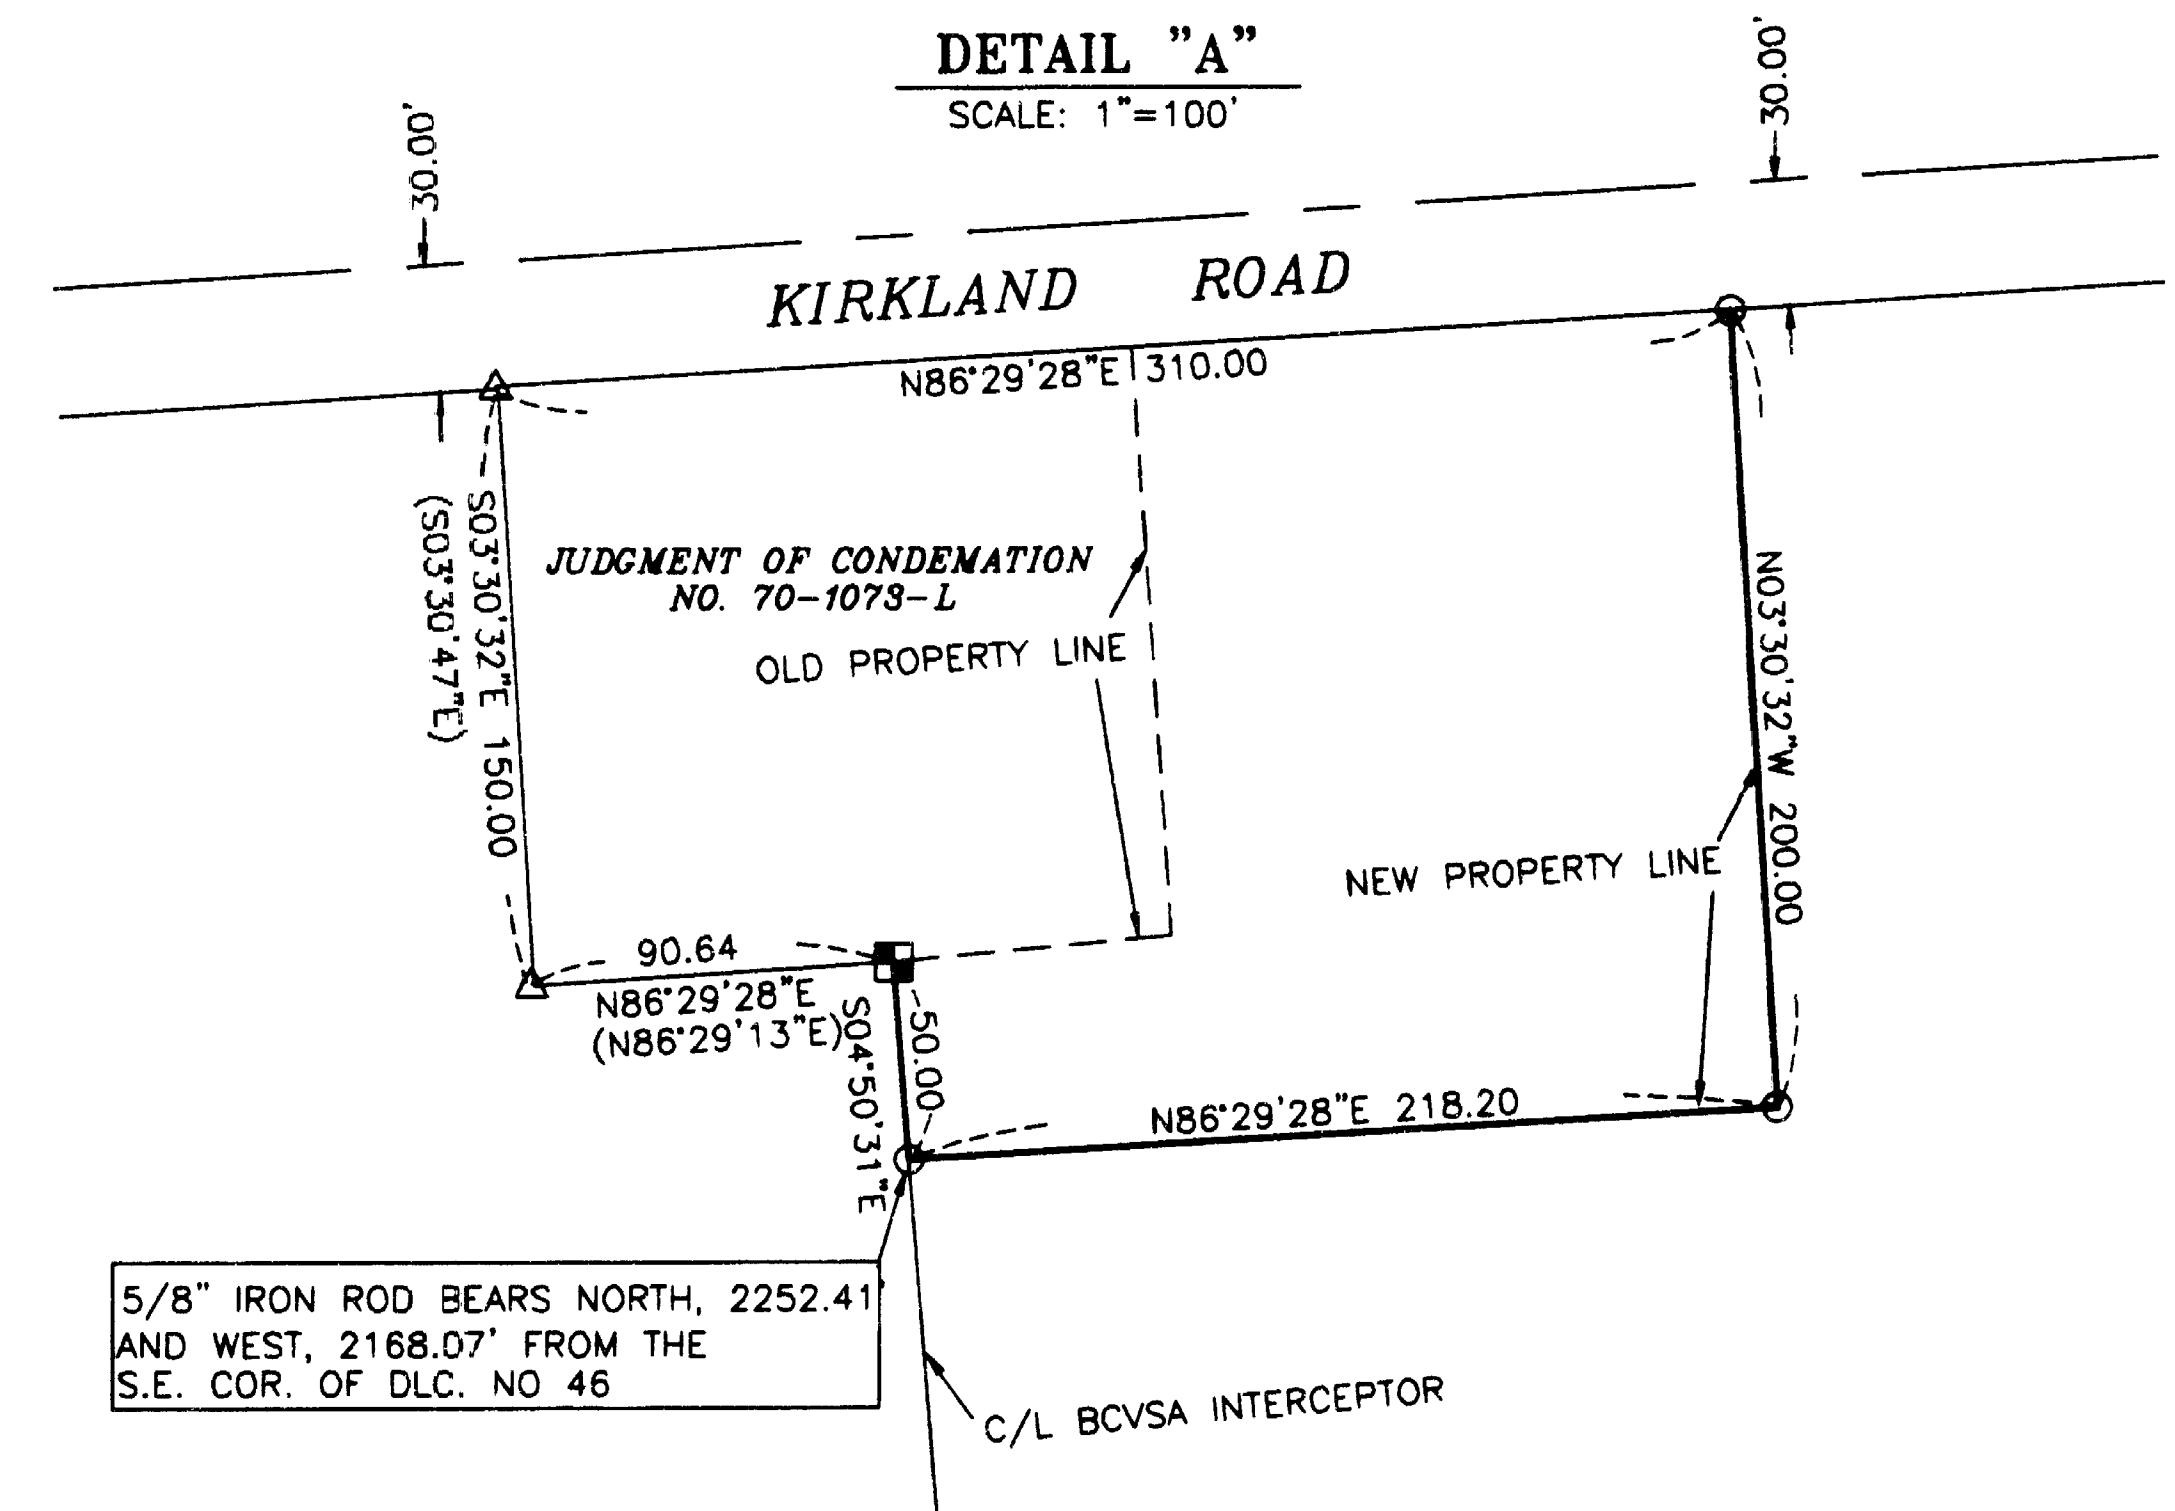 DETAIL "A"
SCALE: 1"=100'
30.00'
30.00'
KIRKLAND ROAD
N86°29'28"E 310.00
S03°30'32"E 150.00
(S03°30'47"E)
JUDGMENT OF CONDEMATION
NO. 70-1073-L
OLD PROPERTY LINE
N03°30'32"W 200.00
NEW PROPERTY LINE
90.64
N86°29'28"E
(N86°29'13"E)
S04°50'31"E
50.00
N86°29'28"E 218.20
5/8" IRON ROD BEARS NORTH, 2252.41
AND WEST, 2168.07' FROM THE
S.E. COR. OF DLC. NO 46
C/L BCVSA INTERCEPTOR